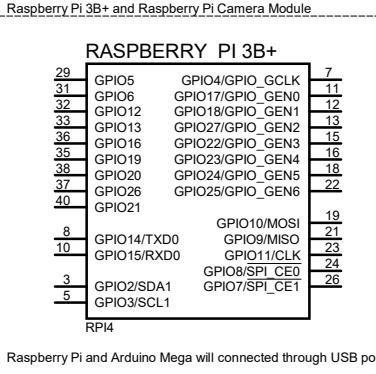 Raspberry Pi 3B+ and Raspberry Pi Camera Module
RASPBERRY PI 3B+
29 GPIO5 GPIO4/GPIO_GCLK 7
31 GPIO6 GPIO17/GPIO_GEN0 11
32 GPIO12 GPIO18/GPIO_GEN1 12
33 GPIO13 GPIO27/GPIO_GEN2 13
36 GPIO16 GPIO22/GPIO_GEN3 15
35 GPIO19 GPIO23/GPIO_GEN4 16
38 GPIO20 GPIO24/GPIO_GEN5 18
37 GPIO26 GPIO25/GPIO_GEN6 22
40 GPIO21
GPIO10/MOSI 19
8 GPIO14/TXD0 GPIO9/MISO 21
10 GPIO15/RXD0 GPIO11/CLK 23
GPIO8/SPI_CE0 24
3 GPIO2/SDA1 GPIO7/SPI_CE1 26
5 GPIO3/SCL1
RPI4
Raspberry Pi and Arduino Mega will connected through USB po